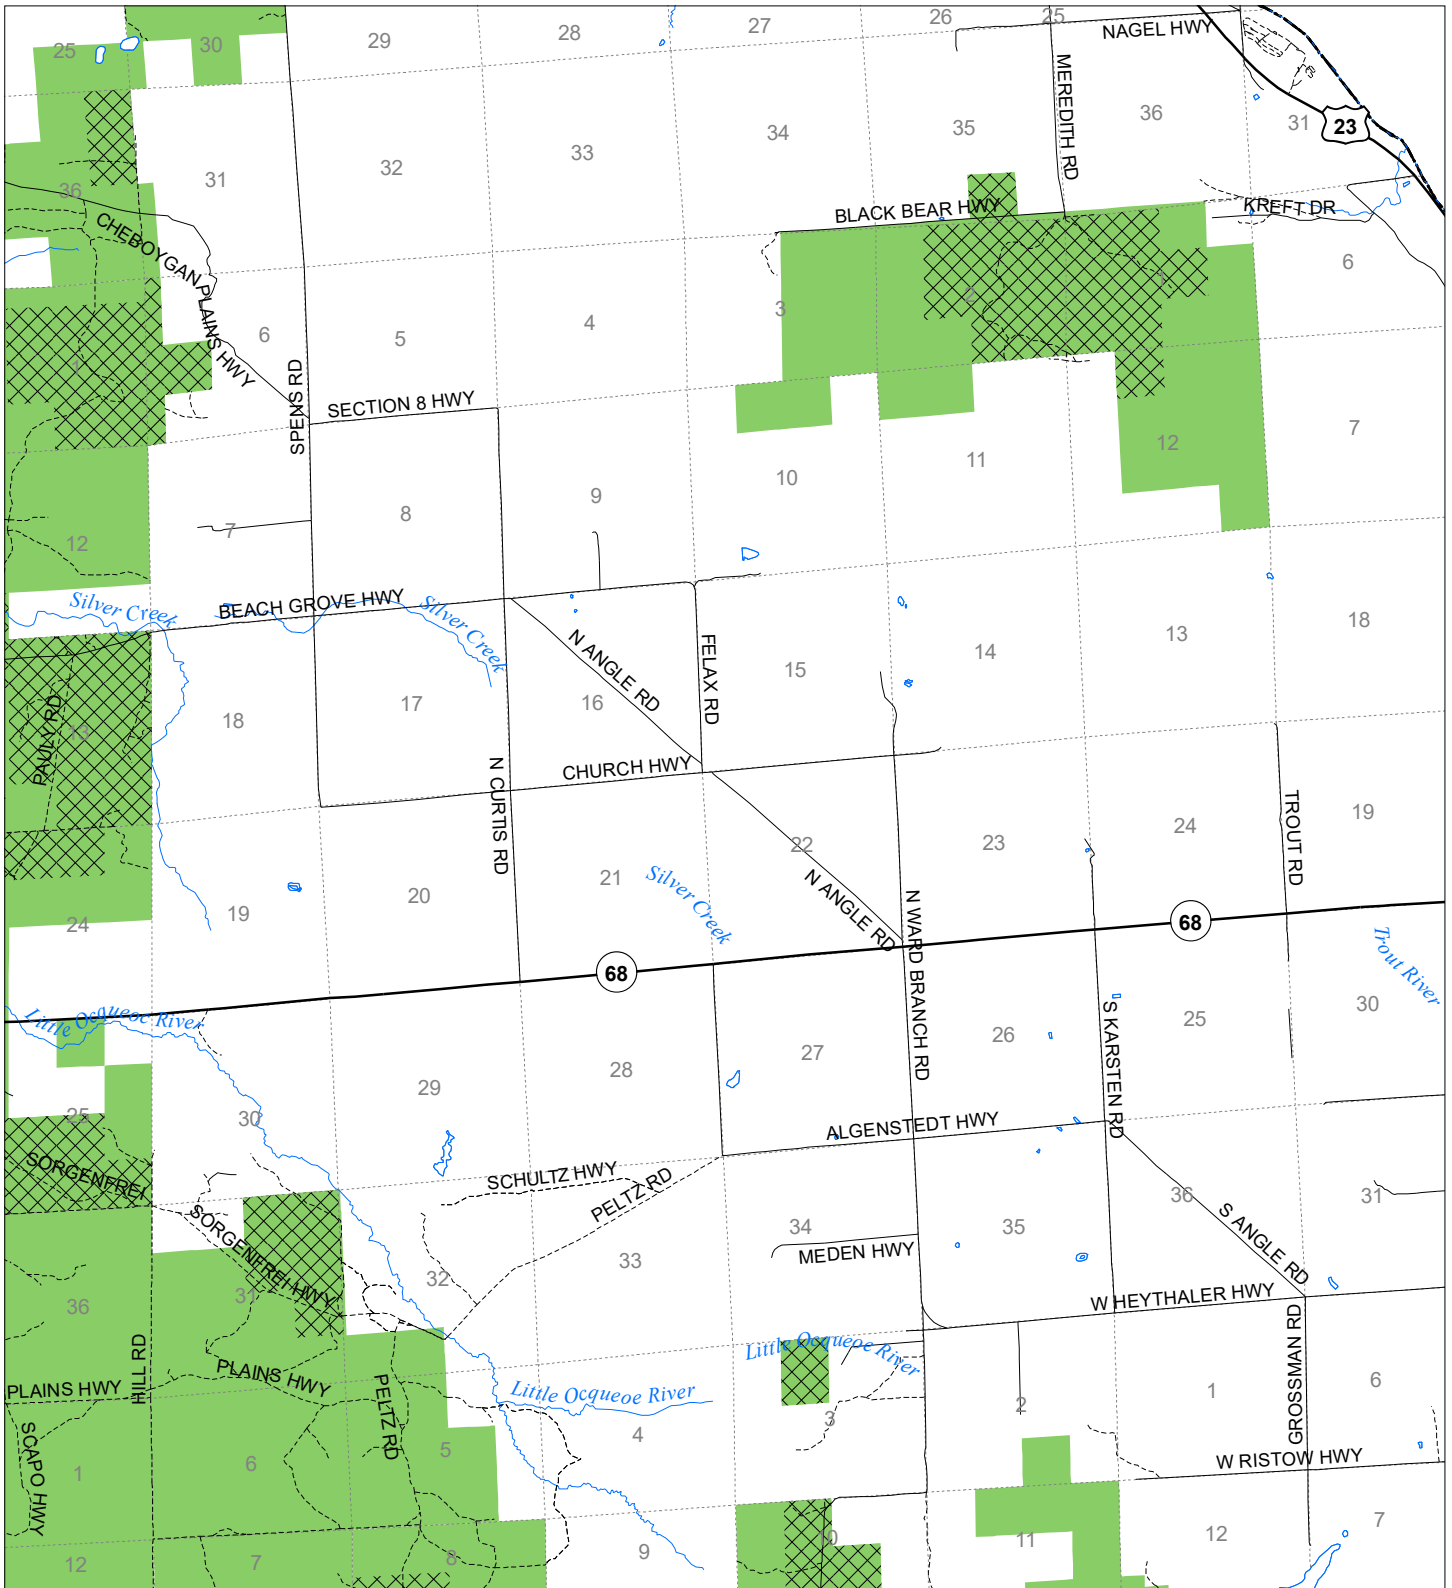 25
30
29
28
27
26
25
NAGEL HWY
MEREDITH RD
36
31
23
31
32
33
34
35
36
CHEBOYGAN PLAINS HWY
BLACK BEAR HWY
KREFT DR
6
5
4
3
2
1
6
1
SPENS RD
SECTION 8 HWY
12
7
8
9
10
11
12
7
Silver Creek
BEACH GROVE HWY
Silver Creek
N ANGLE RD
FELAX RD
PAULY RD
13
18
17
16
15
14
13
18
N CURTIS RD
CHURCH HWY
TROUT RD
24
19
20
21
22
23
24
19
Silver Creek
N ANGLE RD
N WARD BRANCH RD
68
68
Trout River
Little Ocqueoc River
25
30
29
28
27
26
25
30
S KARSTEN RD
ALGENSTEDT HWY
SORGENFREI
SORGENFREI HWY
SCHULTZ HWY
PELTZ RD
36
31
32
33
34
35
36
31
MEDEN HWY
S ANGLE RD
W HEYTHALER HWY
HILL RD
PLAINS HWY
PLAINS HWY
PELTZ RD
SCAPO HWY
Little Ocqueoe River
Little Ocqueoe River
GROSSMAN RD
1
6
5
4
3
2
1
6
W RISTOW HWY
12
7
8
9
10
11
12
7